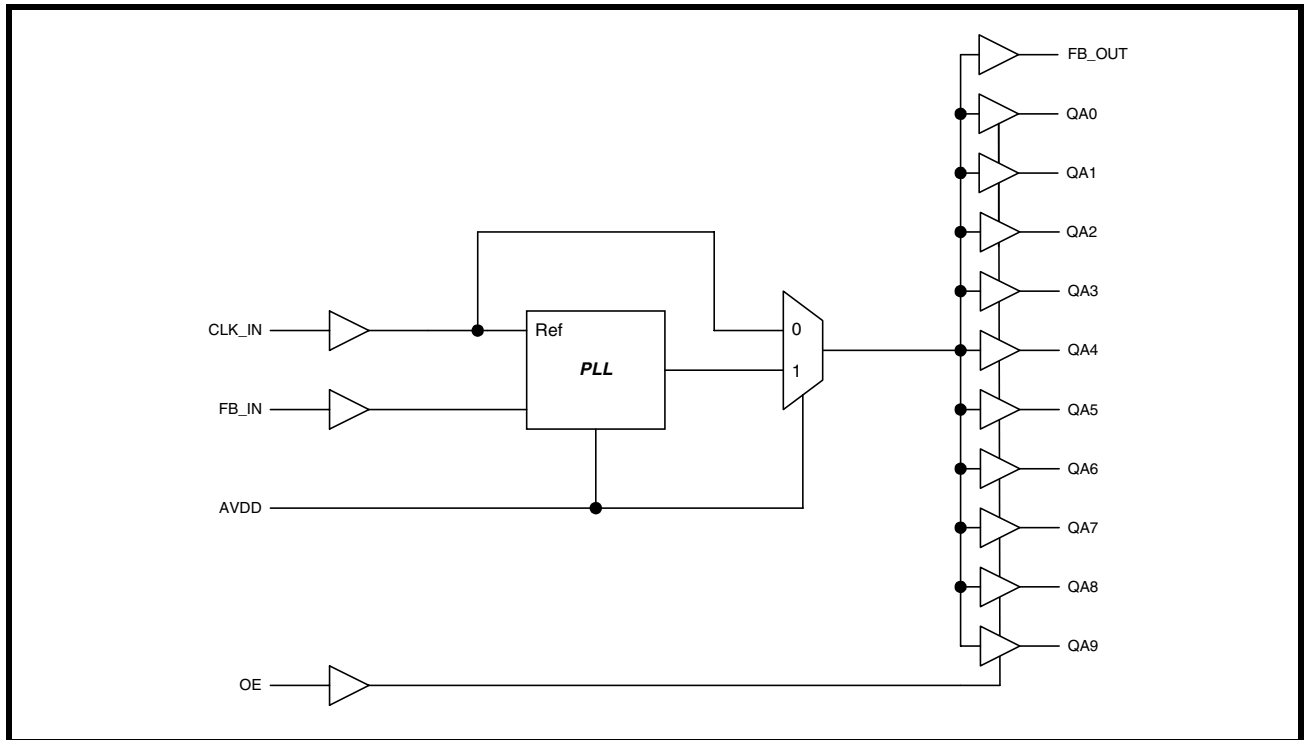 FB_OUT
QA0
QA1
QA2
QA3
CLK_IN
Ref
0
QA4
PLL
1
FB_IN
QA5
QA6
AVDD
QA7
QA8
QA9
OE